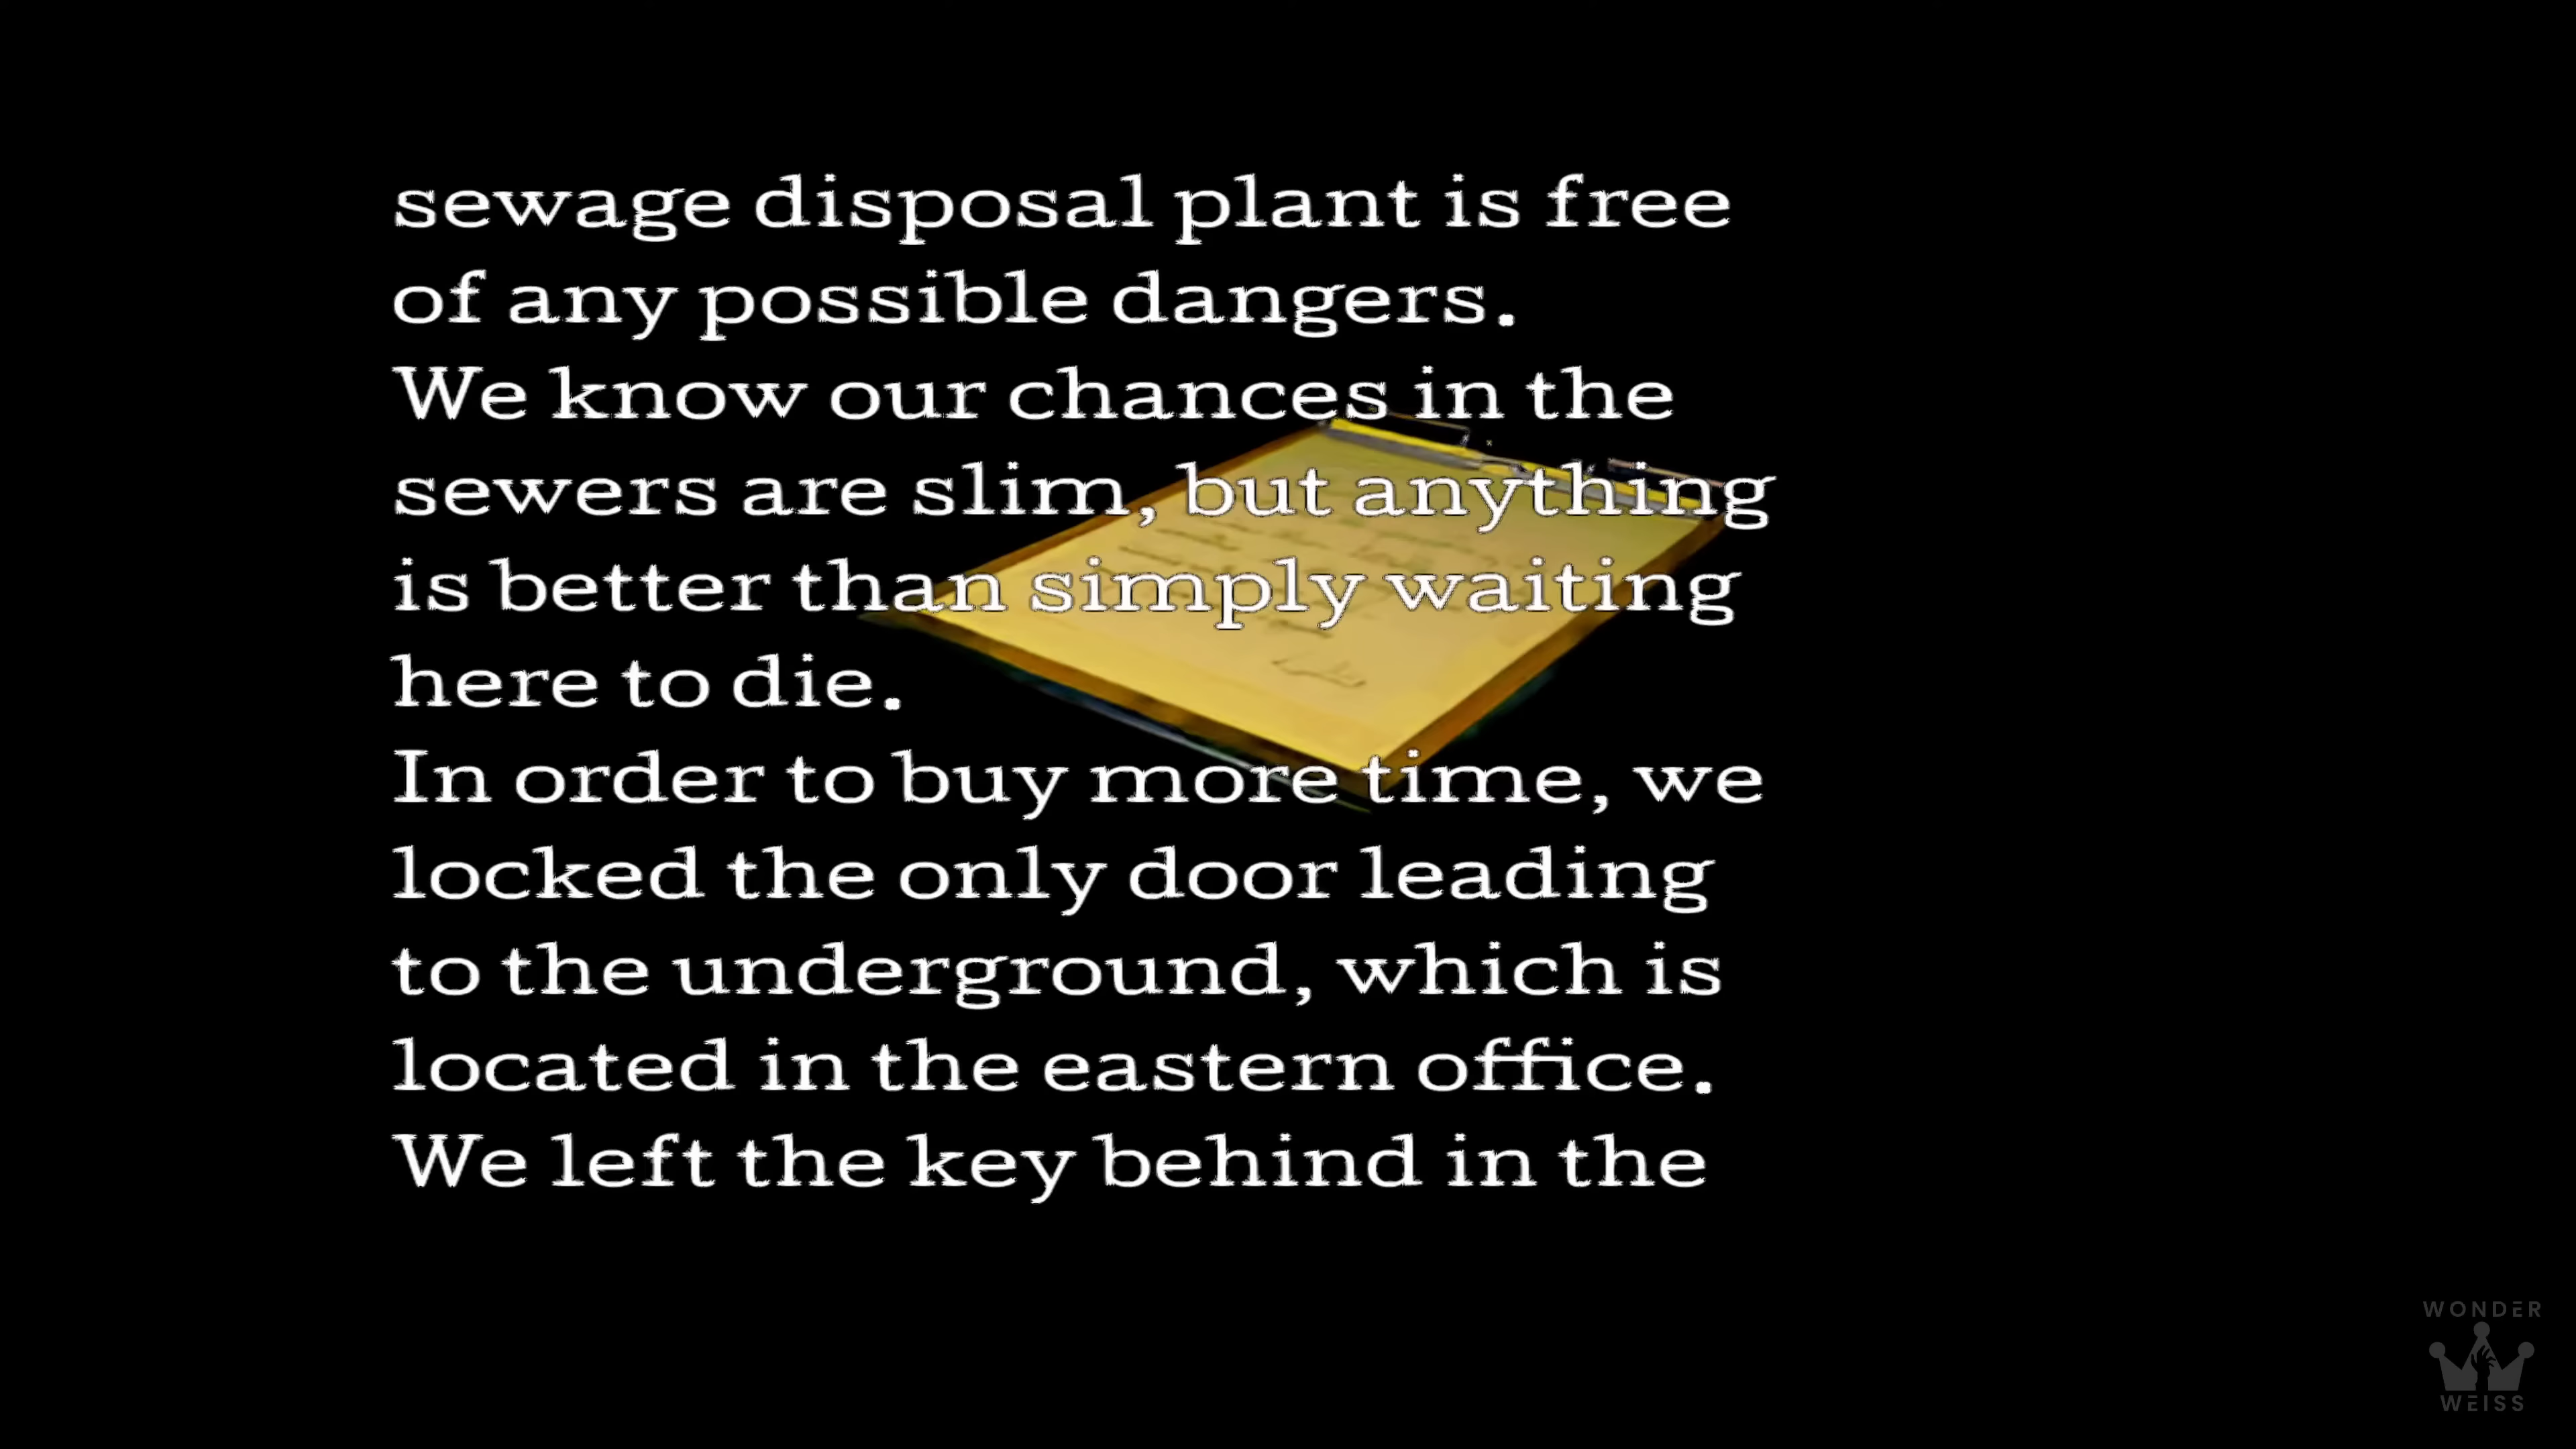 sewage disposal plant is free
of any possible dangers.
We know our chances in the
sewers are slim, but anything
is better than simply waiting
here to die.
In order to buy more time, we
locked the only door leading
to the underground, which is
located in the eastern office.
We left the key behind in the
WONDER
WEISS